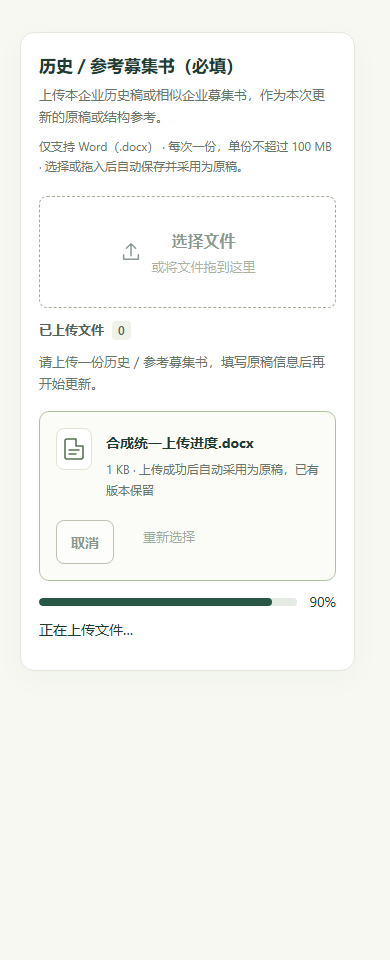 历史 / 参考募集书（必填）
上传本企业历史稿或相似企业募集书，作为本次更
新的原稿或结构参考。
仅支持 Word（.docx） · 每次一份，单份不超过 100 MB
· 选择或拖入后自动保存并采用为原稿。
选择文件
或将文件拖到这里
已上传文件 0
请上传一份历史 / 参考募集书，填写原稿信息后再
开始更新。
合成统一上传进度.docx
1 KB · 上传成功后自动采用为原稿，已有
版本保留
取消 重新选择
90%
正在上传文件...